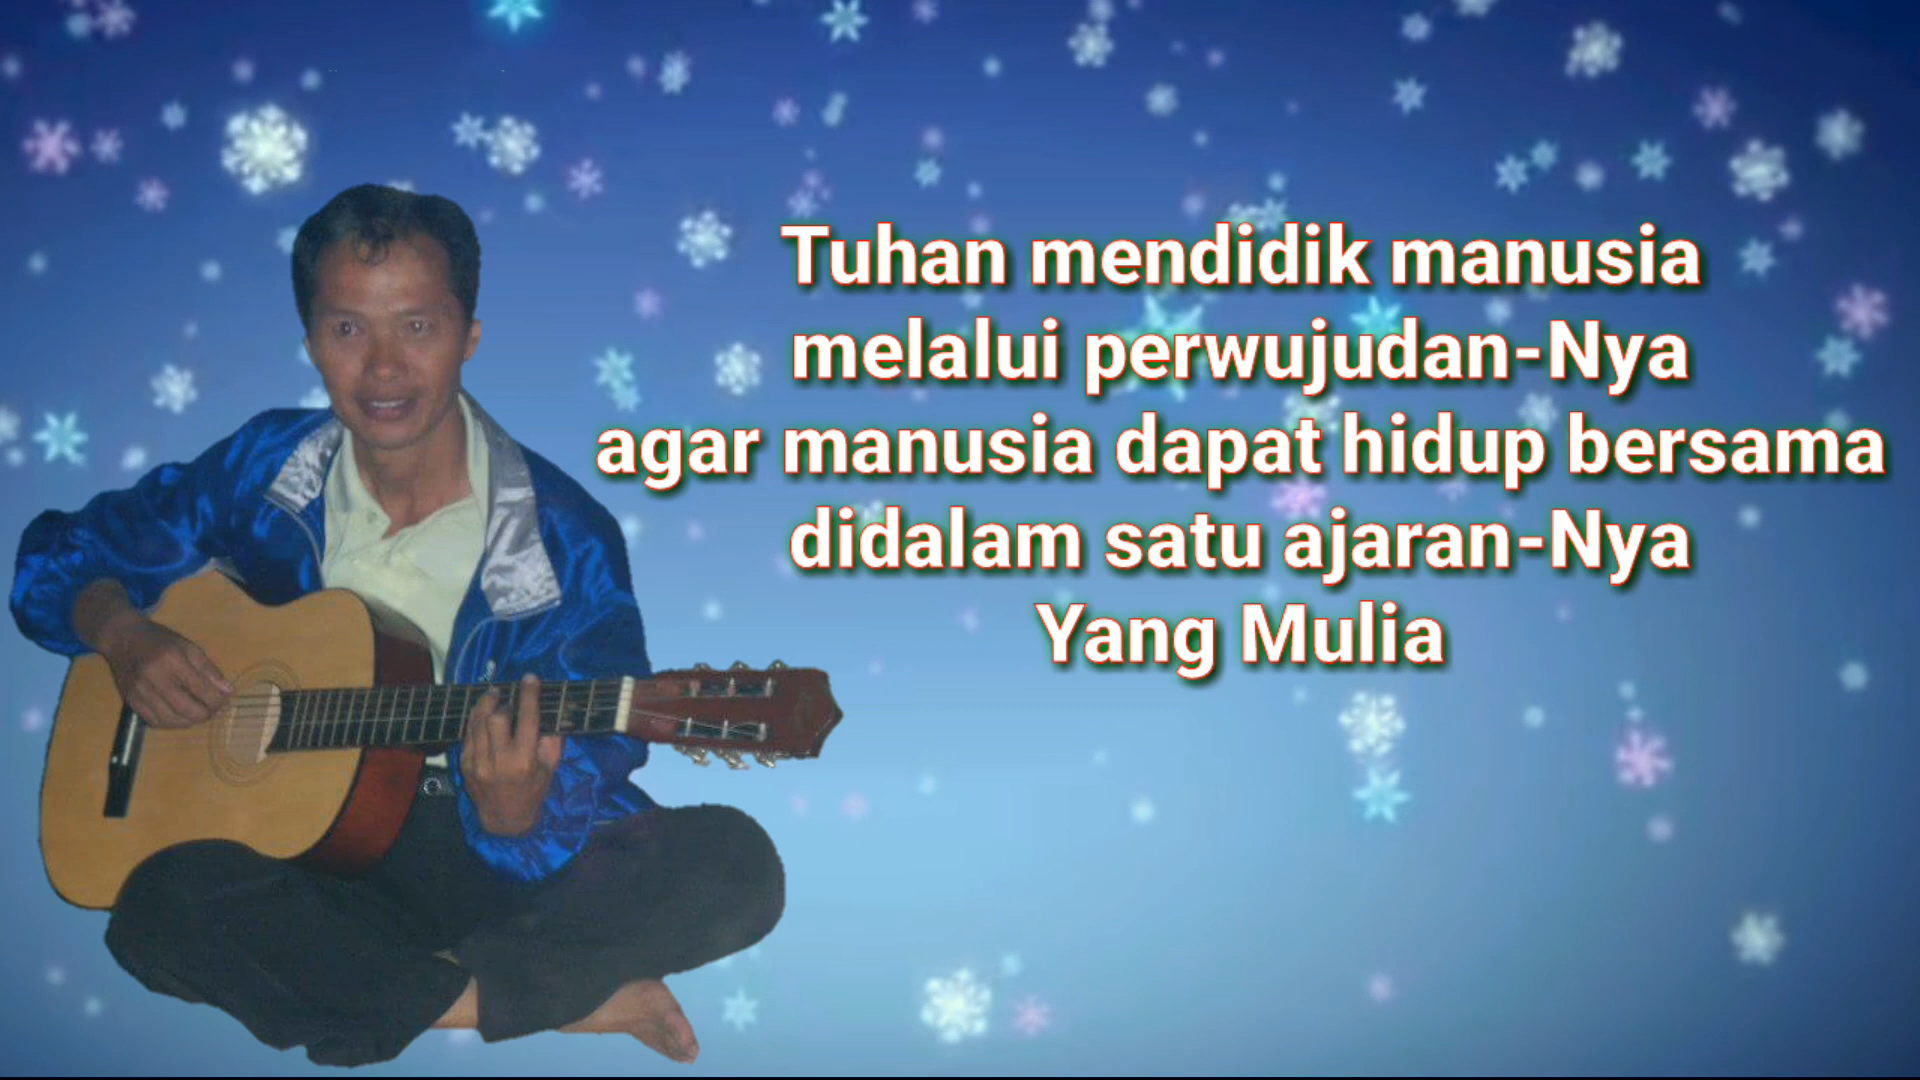 Tuhan mendidik manusia
melalui perwujudan-Nya
agar manusia dapat hidup bersama
didalam satu ajaran-Nya
Yang Mulia